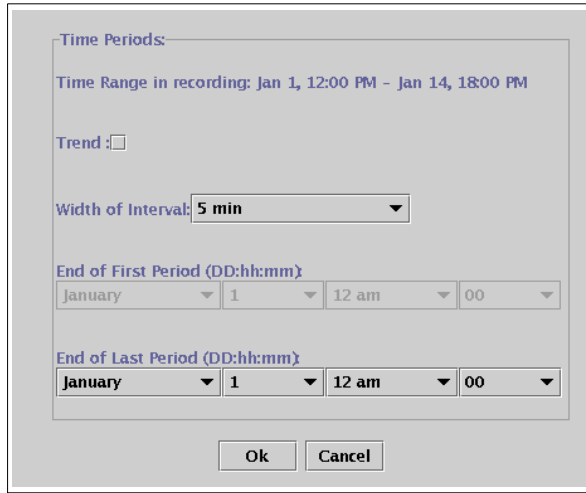 Time Periods:
Time Range in recording: Jan 1, 12:00 PM - Jan 14, 18:00 PM
Trend :
Width of Interval: 5 min
End of First Period (DD:hh:mm):
January 1 12 am 00
End of Last Period (DD:hh:mm):
January 1 12 am 00
Ok Cancel